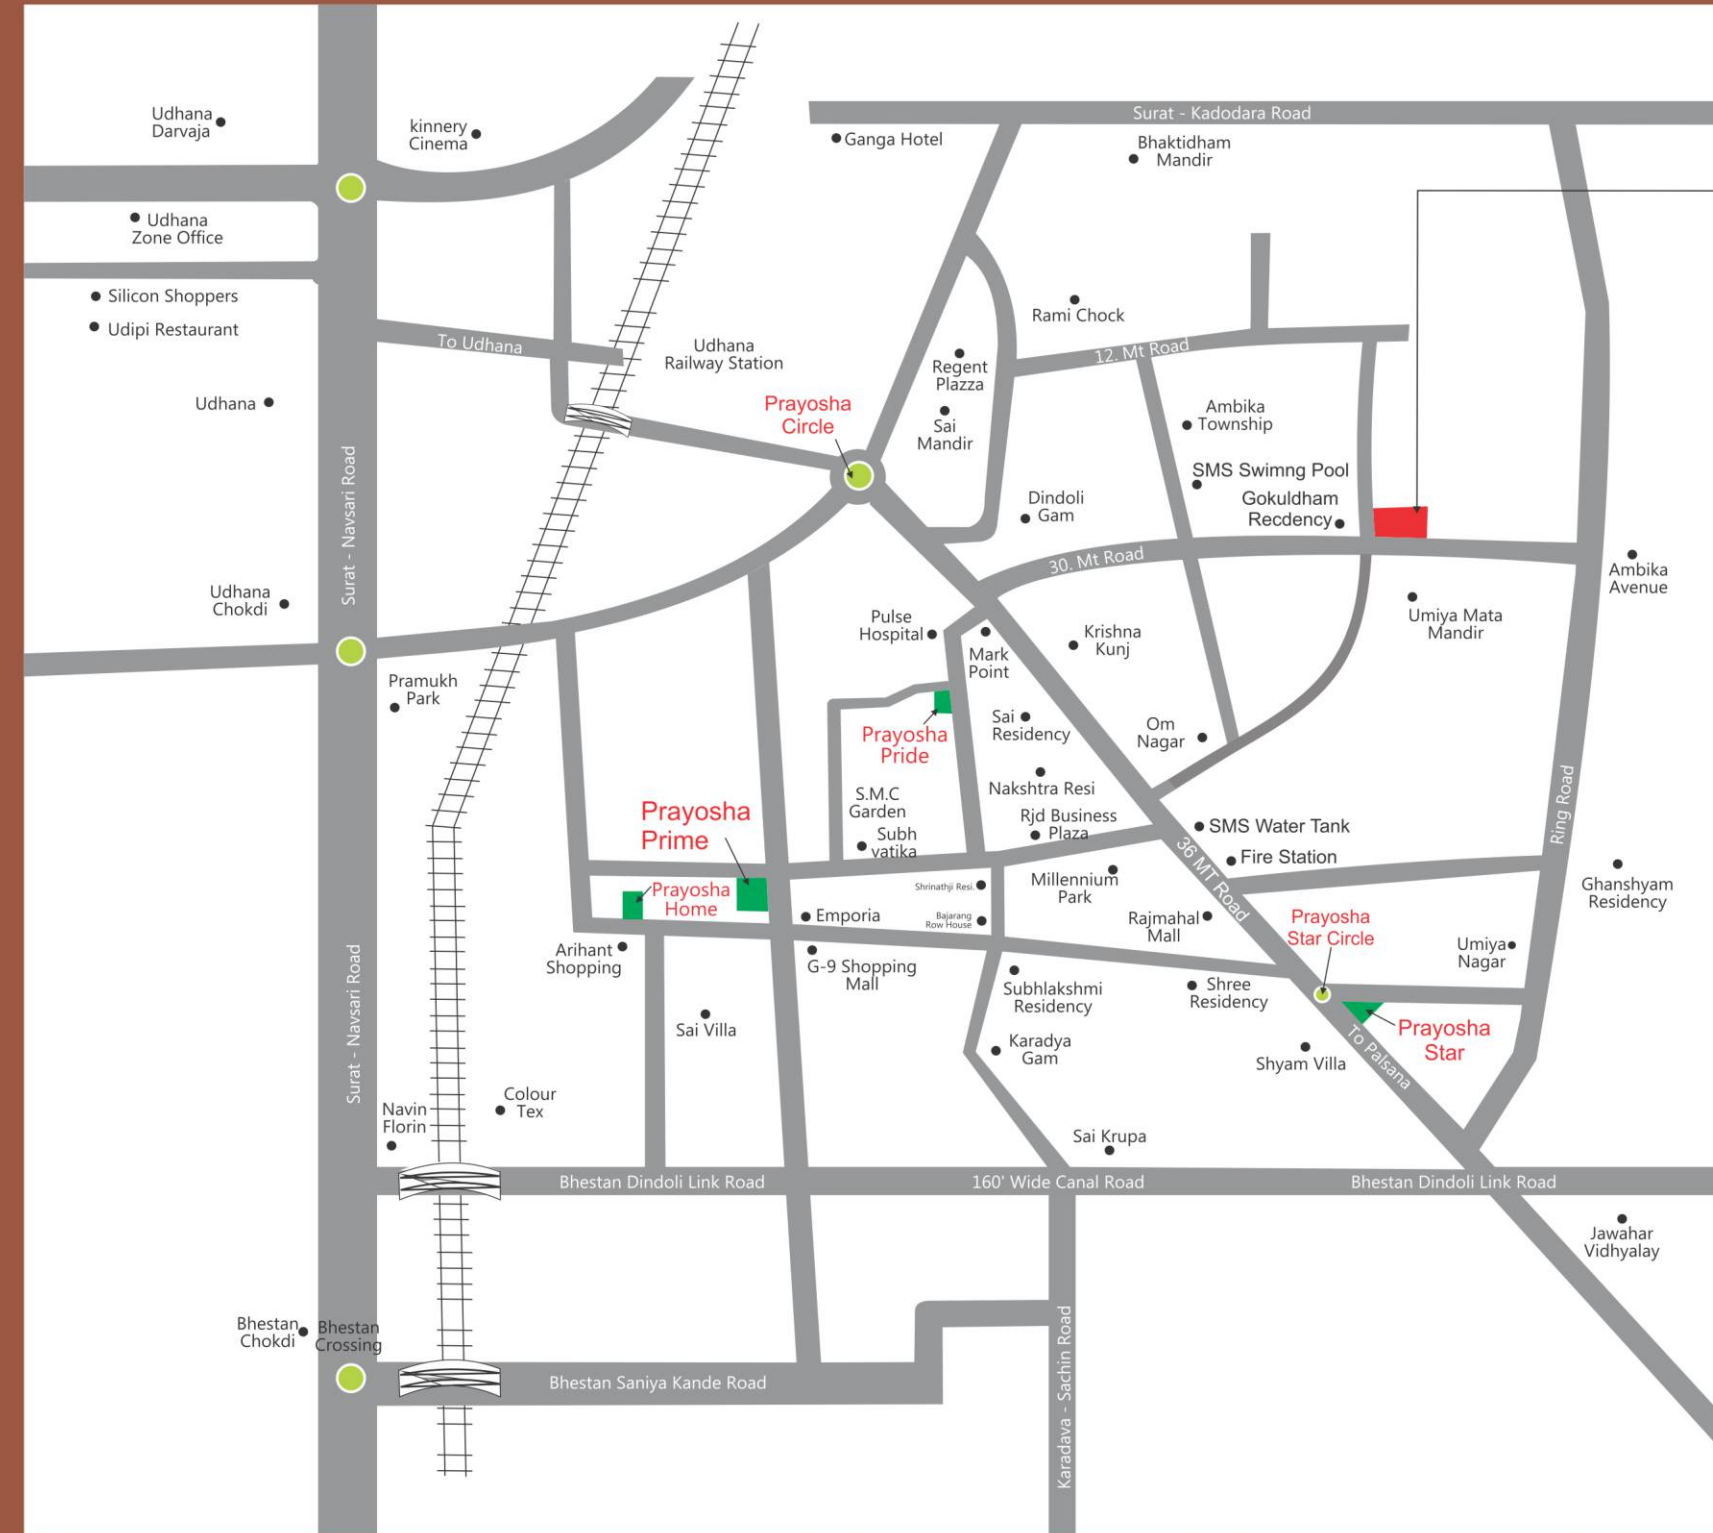 Surat - Kadodara Road
Udhana
Darvaja
kinnery
Cinema
Ganga Hotel
Bhaktidham
Mandir
Udhana
Zone Office
Silicon Shoppers
Udipi Restaurant
To Udhana
Udhana
Railway Station
Rami Chock
12. Mt Road
Regent
Plazza
Udhana
Prayosha
Circle
Sai
Mandir
Ambika
Township
SMS Swimng Pool
Gokuldham
Recdency
Dindoli
Gam
Surat - Navsari Road
30. Mt Road
Ambika
Avenue
Udhana
Chokdi
Pulse
Hospital
Mark
Point
Krishna
Kunj
Umiya Mata
Mandir
Pramukh
Park
Prayosha
Pride
Sai
Residency
Om
Nagar
Nakshtra Resi
S.M.C
Garden
Subh
vatika
Rjd Business
Plaza
Prayosha
Prime
SMS Water Tank
Fire Station
36 MT Road
Ring Road
Ghanshyam
Residency
Prayosha
Home
Shrinathji Resi.
Millennium
Park
Emporia
Bajarang
Row House
Rajmahal
Mall
Prayosha
Star Circle
Umiya
Nagar
Arihant
Shopping
G-9 Shopping
Mall
Subhlakshmi
Residency
Shree
Residency
Surat - Navsari Road
Sai Villa
Karadya
Gam
Shyam Villa
To Palsana
Prayosha
Star
Navin
Florin
Colour
Tex
Sai Krupa
Bhestan Dindoli Link Road
160' Wide Canal Road
Bhestan Dindoli Link Road
Jawahar
Vidhyalay
Bhestan
Chokdi
Bhestan
Crossing
Bhestan Saniya Kande Road
Karadava - Sachin Road